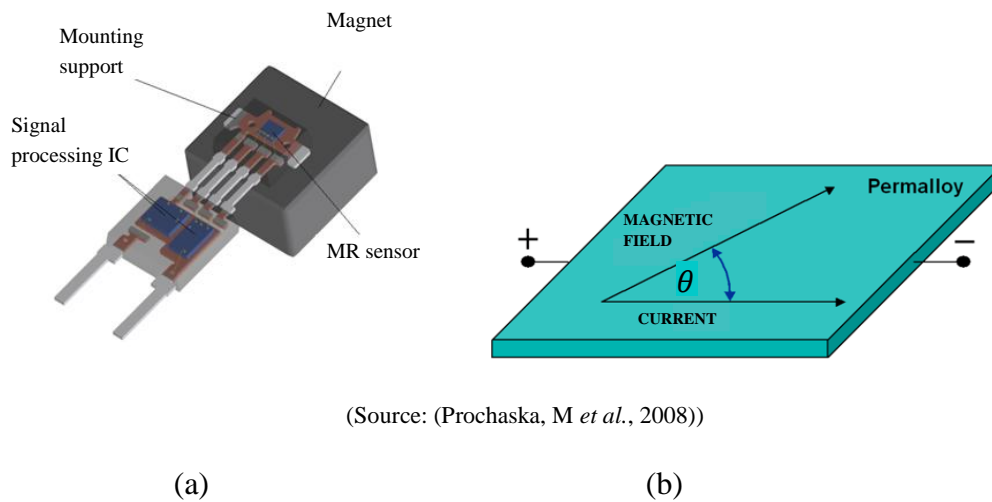 Magnet
Mounting
support
Signal
processing IC
MR sensor
Permalloy
MAGNETIC
FIELD
+
−
θ
CURRENT
(Source: (Prochaska, M et al., 2008))
(a)
(b)